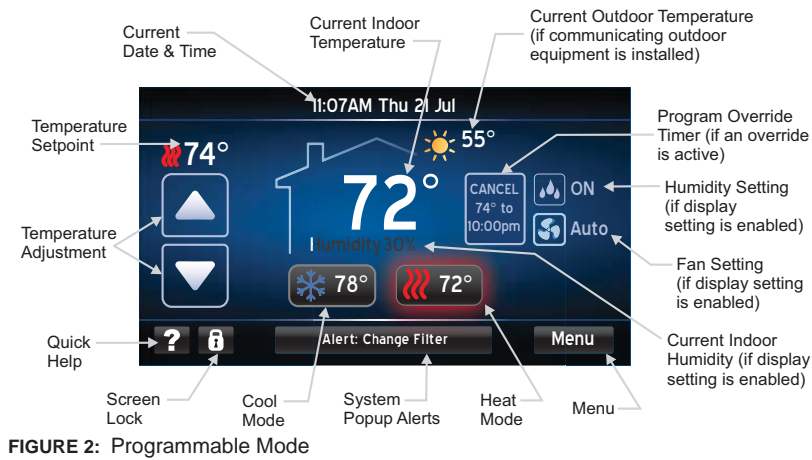 Current
Date & Time
Current Indoor
Temperature
Current Outdoor Temperature
(if communicating outdoor
equipment is installed)
11:07AM Thu 21 Jul
Temperature
Setpoint
74°
55°
Program Override
Timer (if an override
is active)
72°
CANCEL
74° to
10:00pm
ON
Humidity Setting
(if display
setting is enabled)
Temperature
Adjustment
Auto
Humidity 30%
Fan Setting
(if display setting
is enabled)
78°
72°
Quick
Help
?
Alert: Change Filter
Menu
Current Indoor
Humidity (if display
setting is enabled)
Screen
Lock
Cool
Mode
System
Popup Alerts
Heat
Mode
Menu
FIGURE 2: Programmable Mode